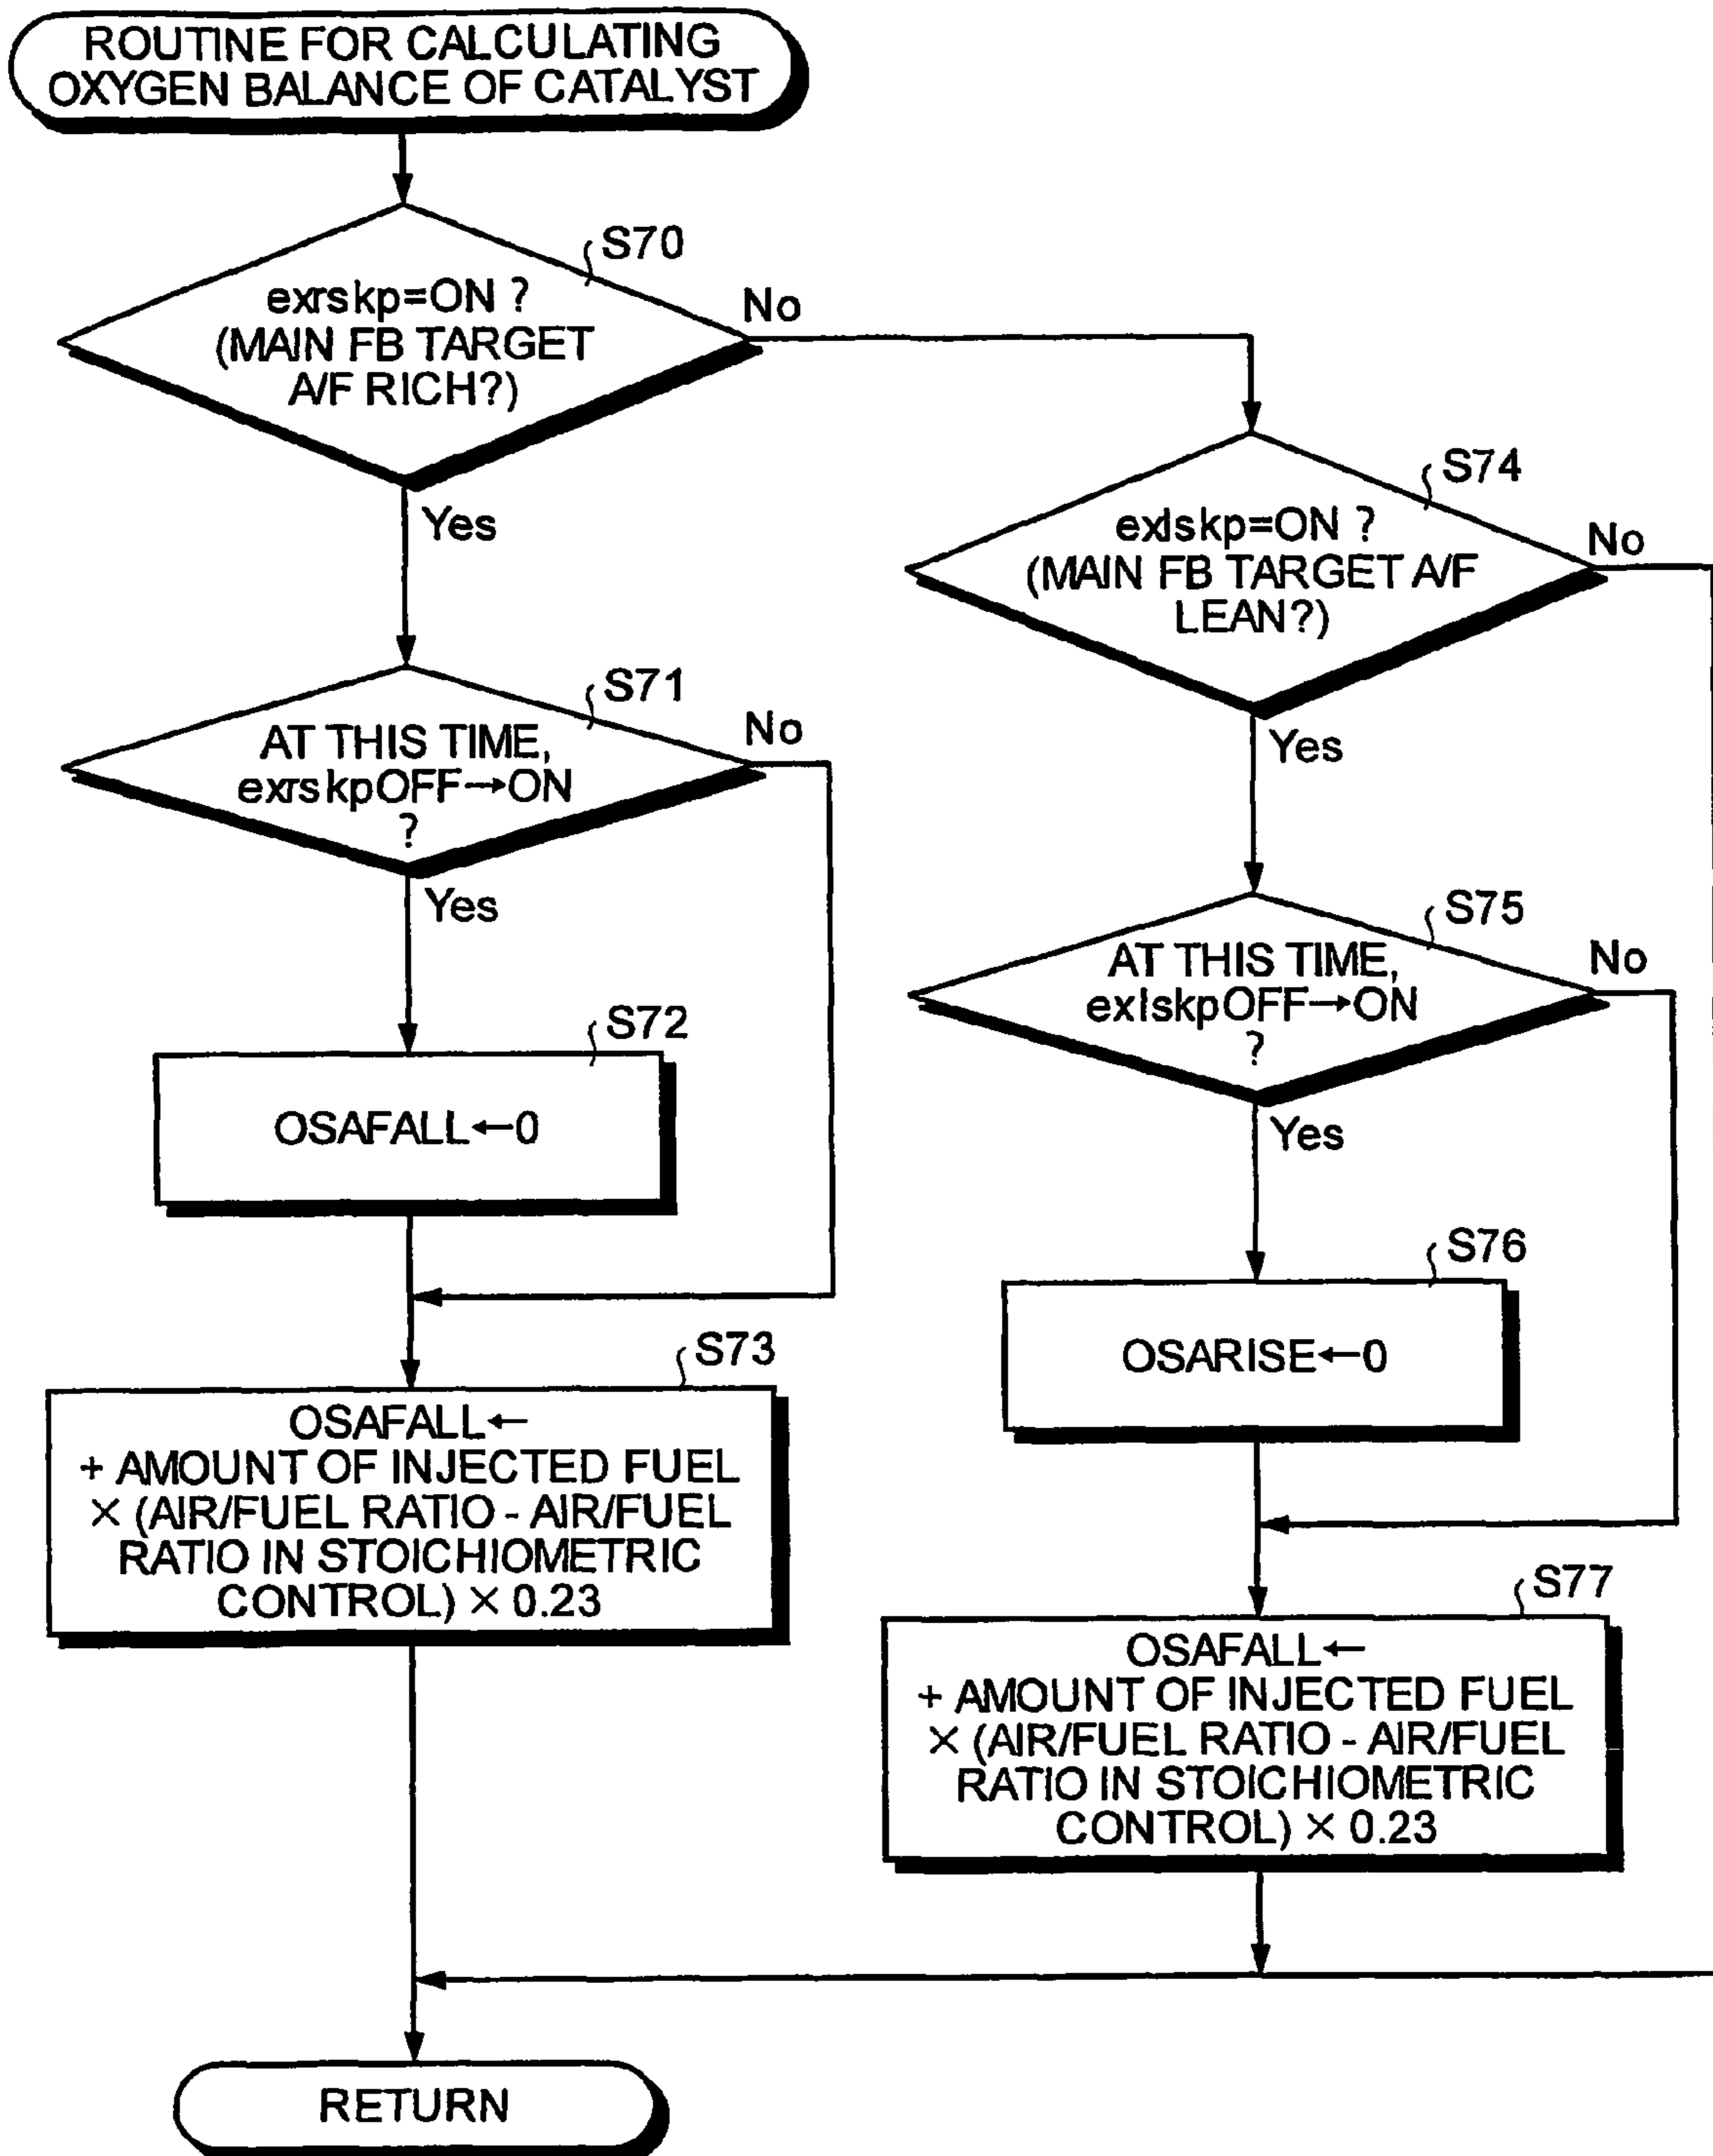 ROUTINE FOR CALCULATING
OXYGEN BALANCE OF CATALYST
S70
exrskp=ON ?
(MAIN FB TARGET
A/F RICH?)
No
Yes
S74
exlskp=ON ?
(MAIN FB TARGET A/F
LEAN?)
No
Yes
S71
AT THIS TIME,
exrskpOFF→ON
?
No
Yes
S75
AT THIS TIME,
exlskpOFF→ON
?
No
Yes
S72
OSAFALL←0
S76
OSARISE←0
S73
OSAFALL←
+ AMOUNT OF INJECTED FUEL
× (AIR/FUEL RATIO - AIR/FUEL
RATIO IN STOICHIOMETRIC
CONTROL) × 0.23
S77
OSAFALL←
+ AMOUNT OF INJECTED FUEL
× (AIR/FUEL RATIO - AIR/FUEL
RATIO IN STOICHIOMETRIC
CONTROL) × 0.23
RETURN